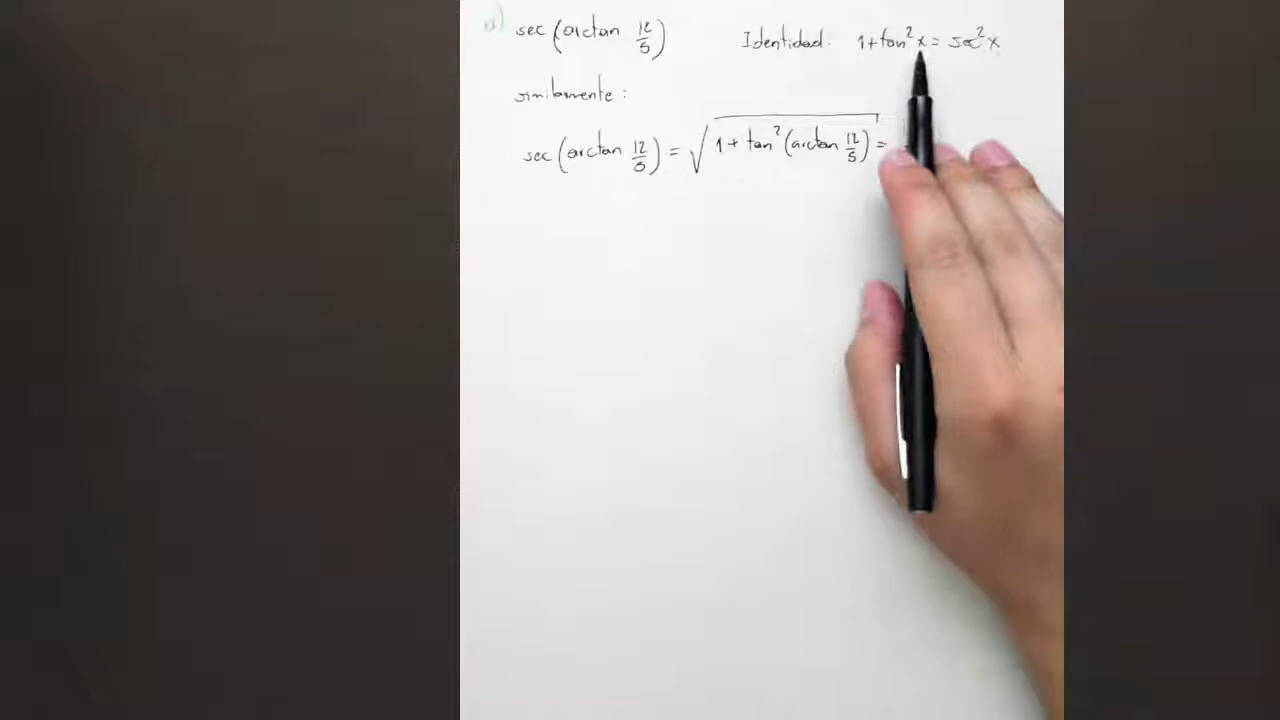 sec(arctan 12/5) Identidad: 1+tan²x = sec²x
similarmente:
sec(arctan 12/5) = √(1+tan²(arctan 12/5)) =